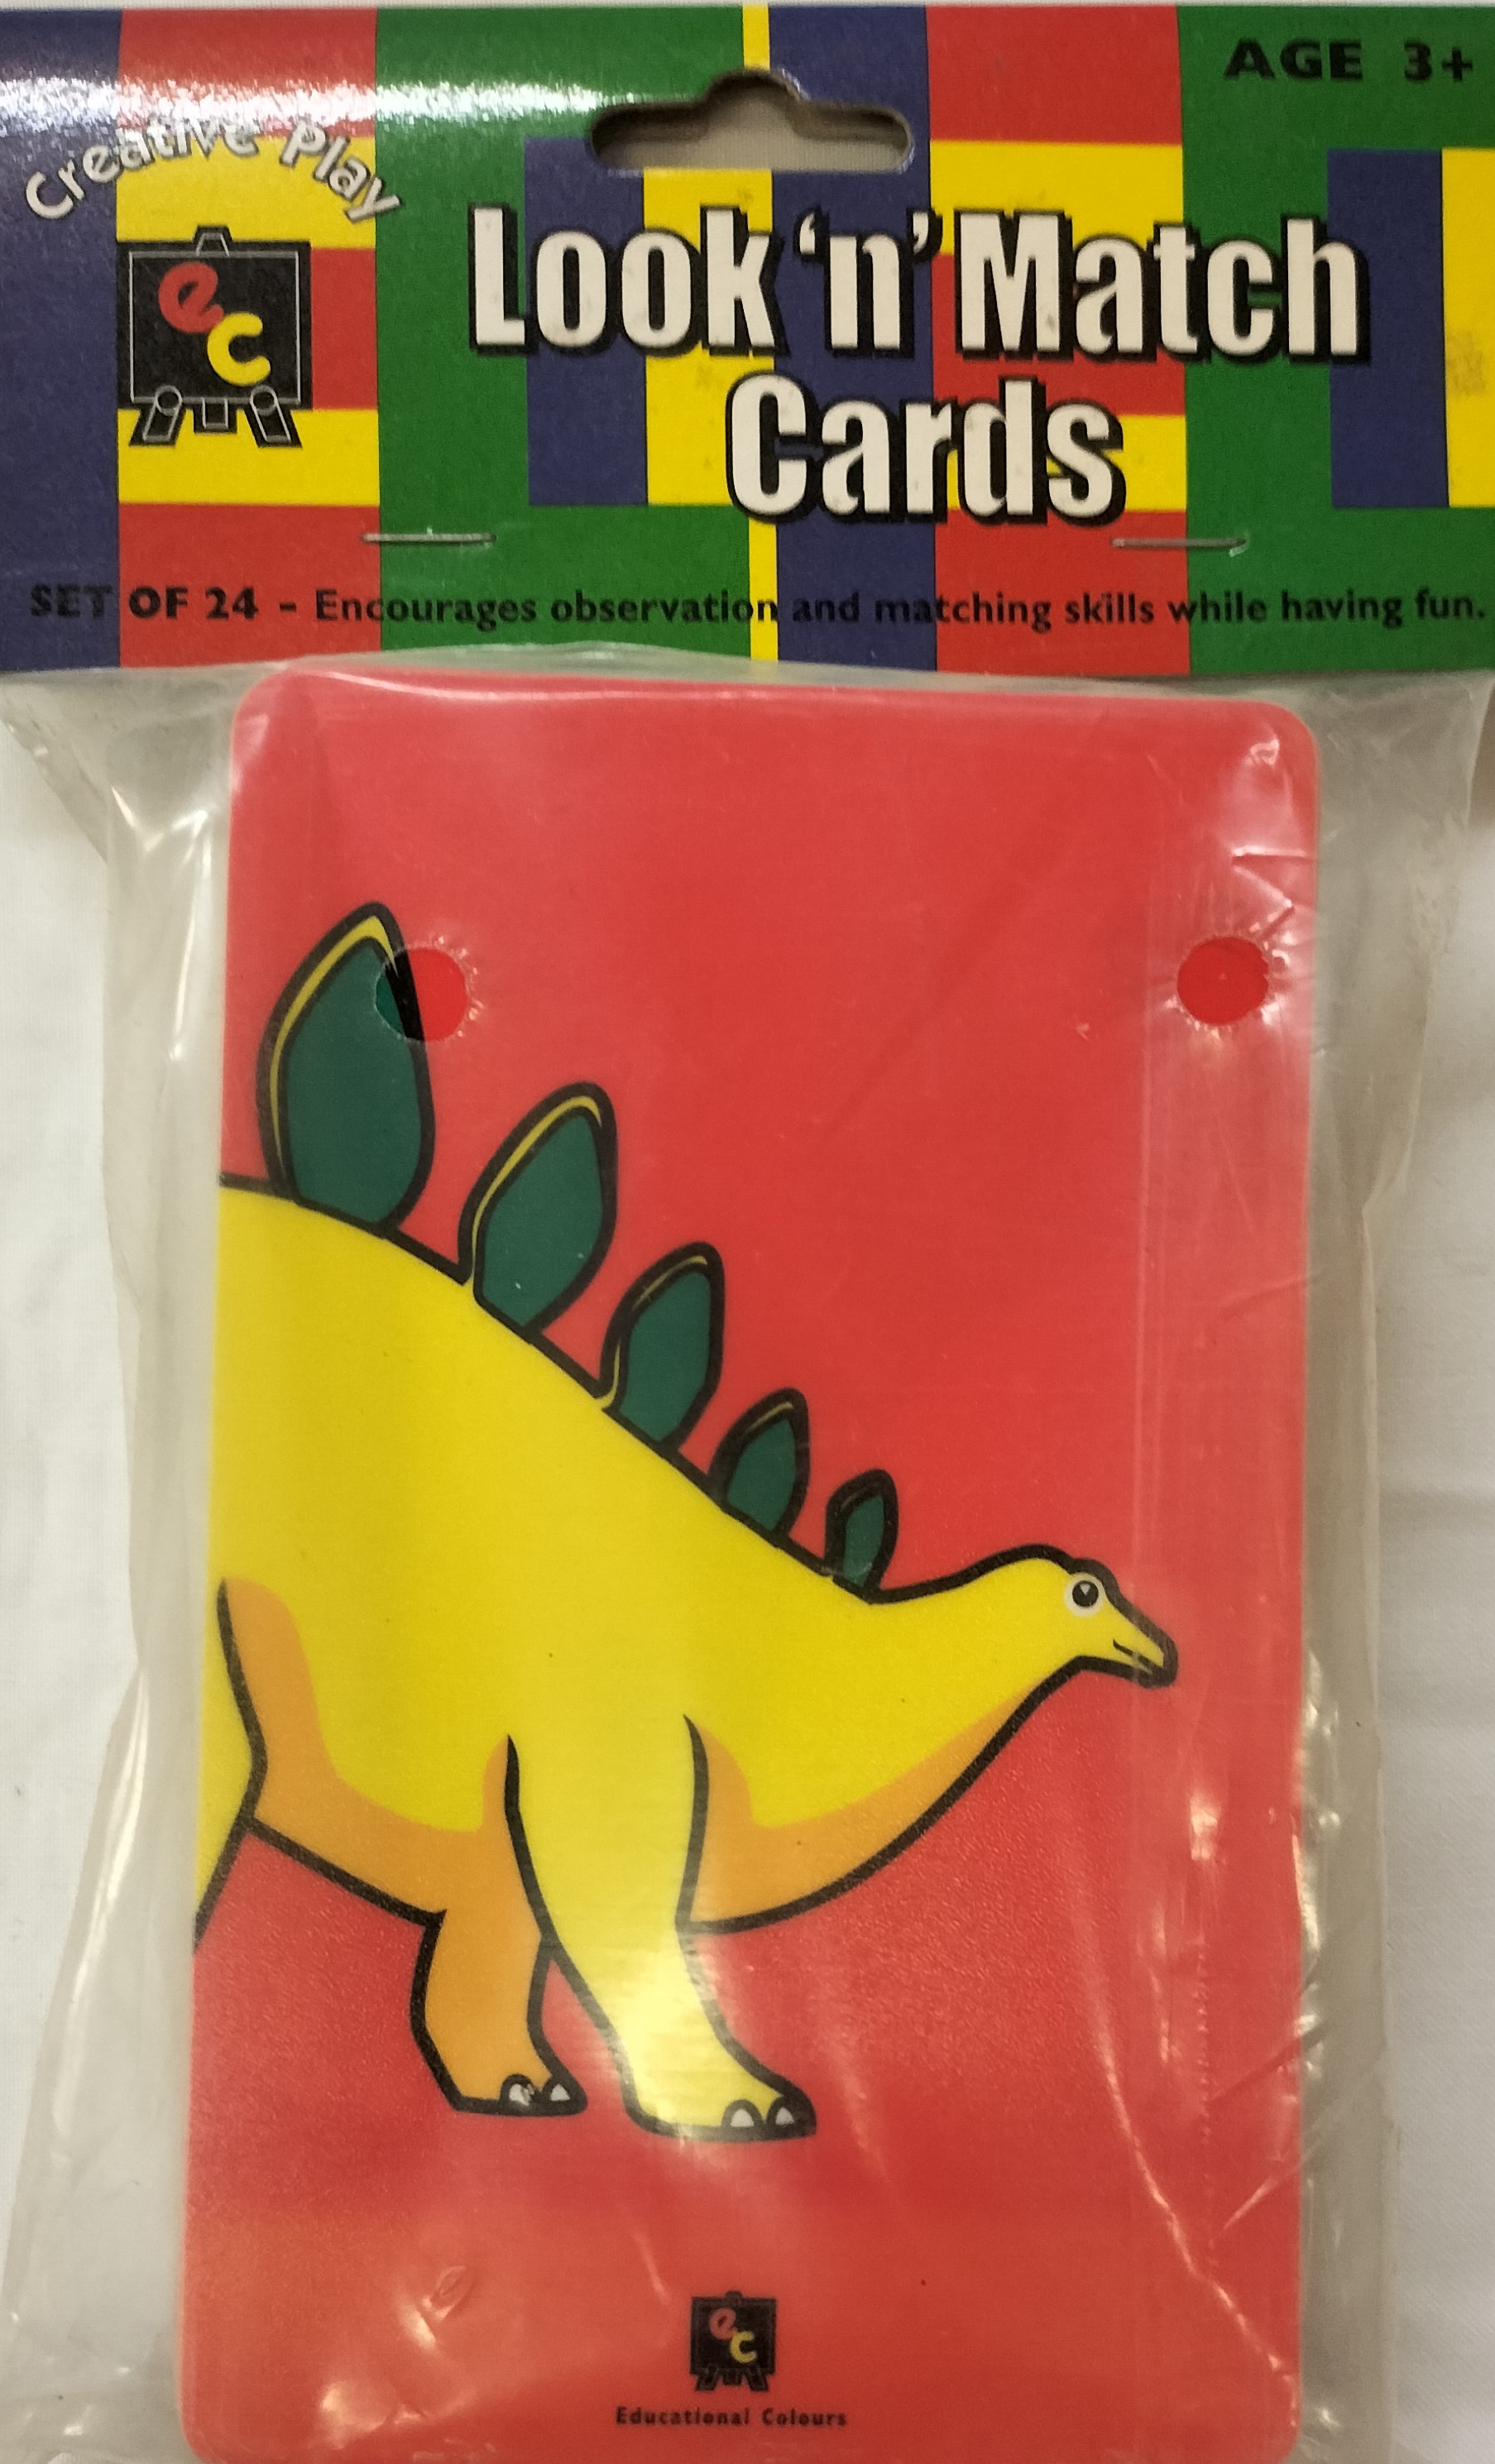 AGE 3+
Creative Play
ec
Look 'n' Match
Cards
SET OF 24 - Encourages observation and matching skills while having fun.
ec
Educational Colours